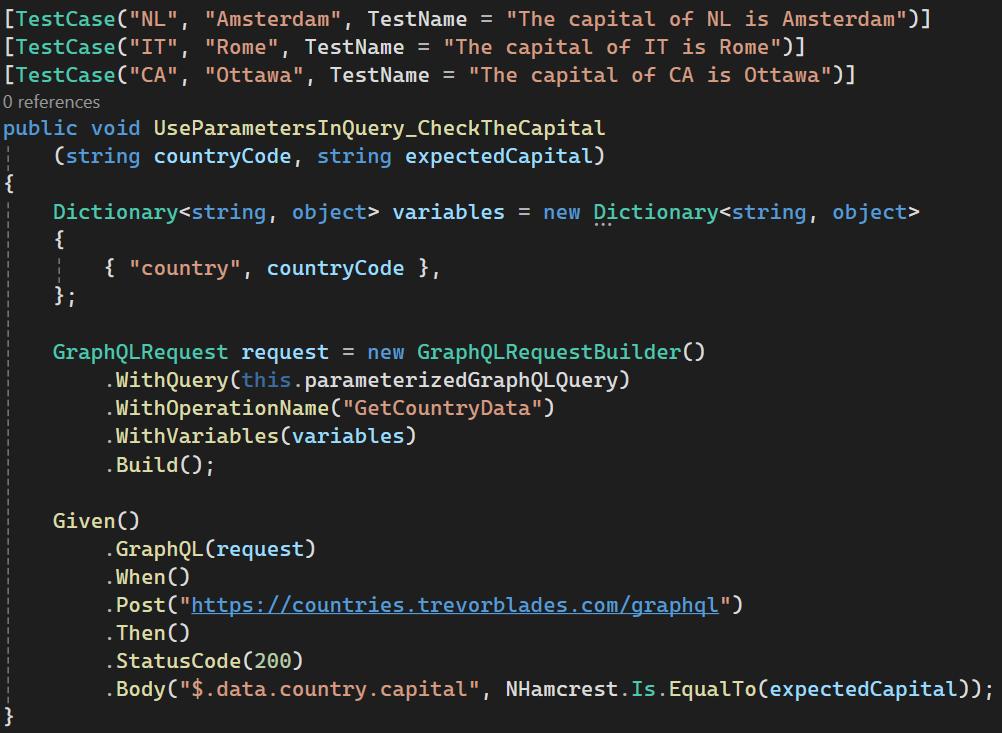 [TestCase("NL", "Amsterdam", TestName = "The capital of NL is Amsterdam")]
[TestCase("IT", "Rome", TestName = "The capital of IT is Rome")]
[TestCase("CA", "Ottawa", TestName = "The capital of CA is Ottawa")]
0 references
public void UseParametersInQuery_CheckTheCapital
    (string countryCode, string expectedCapital)
{
    Dictionary<string, object> variables = new Dictionary<string, object>
    {
        { "country", countryCode },
    };

    GraphQLRequest request = new GraphQLRequestBuilder()
        .WithQuery(this.parameterizedGraphQLQuery)
        .WithOperationName("GetCountryData")
        .WithVariables(variables)
        .Build();

    Given()
        .GraphQL(request)
        .When()
        .Post("https://countries.trevorblades.com/graphql")
        .Then()
        .StatusCode(200)
        .Body("$.data.country.capital", NHamcrest.Is.EqualTo(expectedCapital));
}